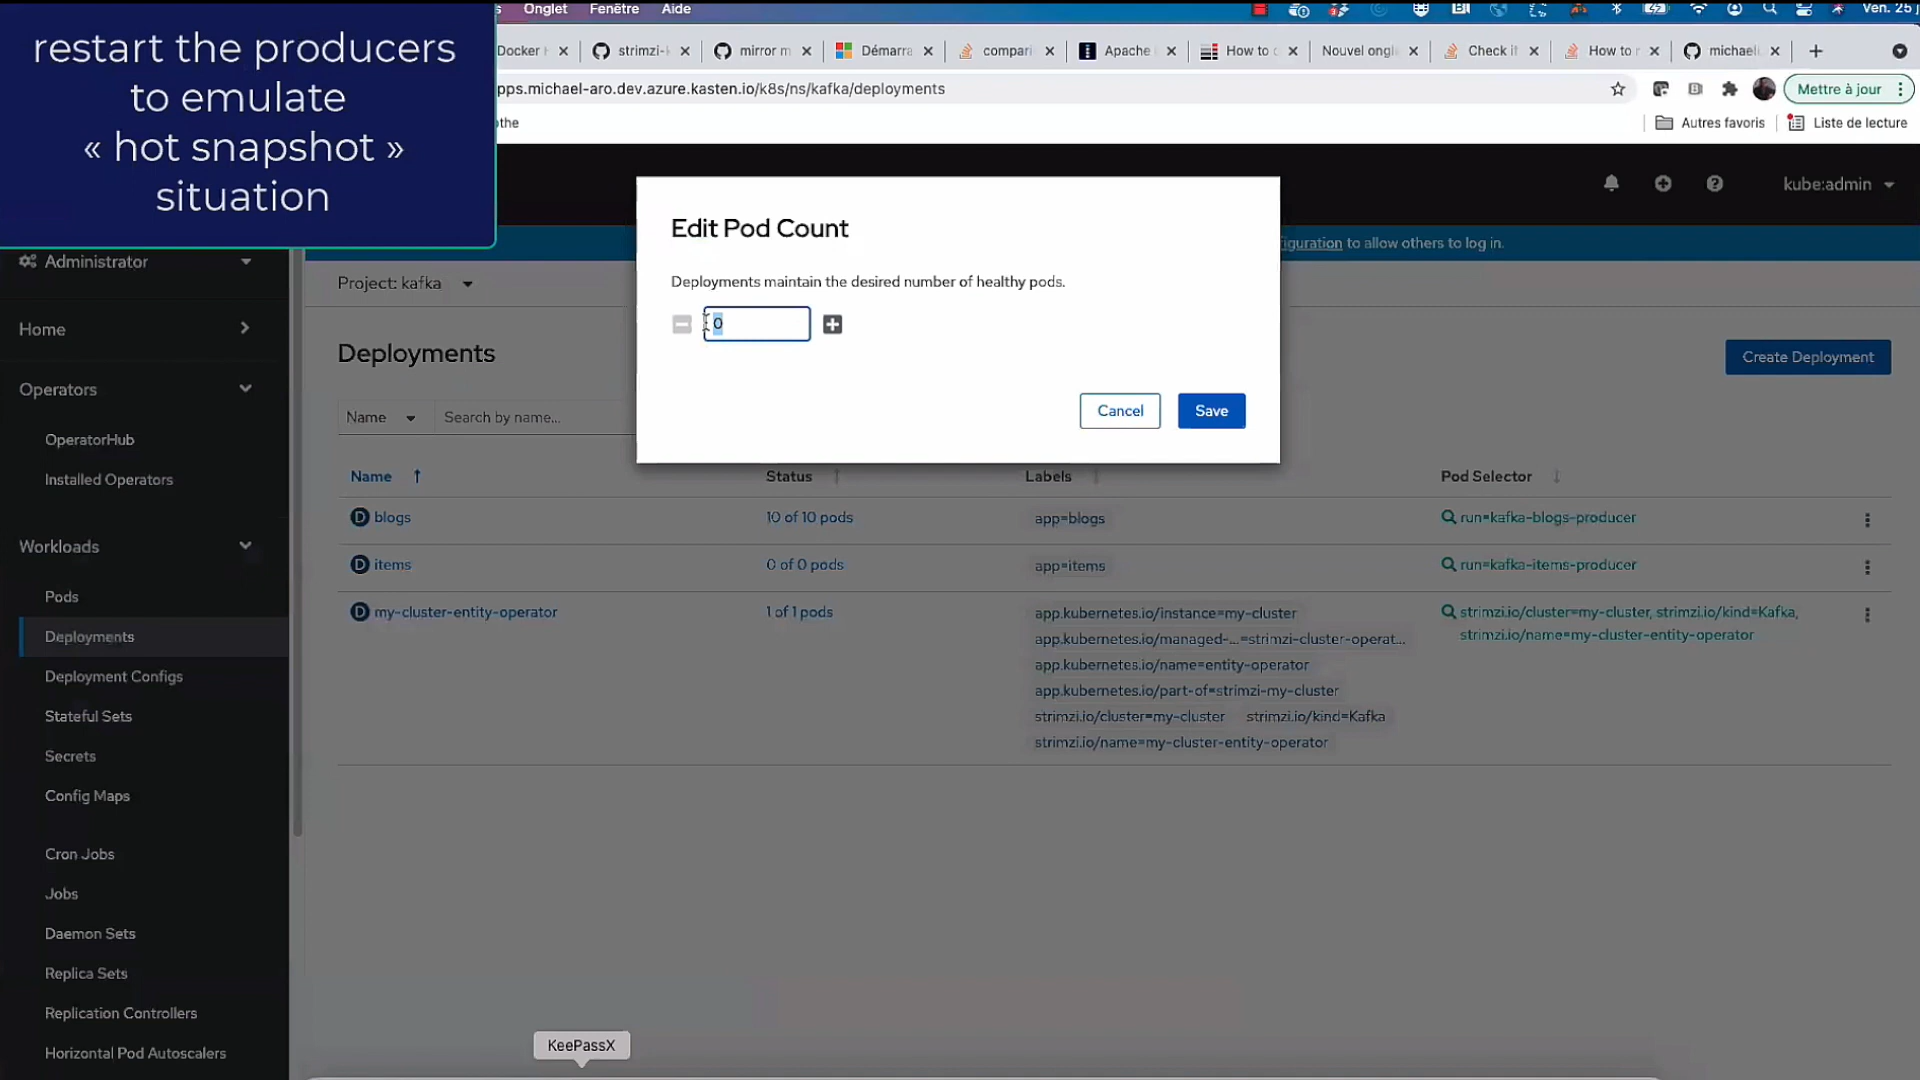 restart the producers
to emulate
« hot snapshot »
situation
Onglet Fenêtre Aide
Ven. 25 j
Docker
strimzi-k
mirror m
Démarra
compari
Apache
How to
Nouvel ongl
Check i
How to r
michael
pps.michael-aro.dev.azure.kasten.io/k8s/ns/kafka/deployments
Mettre à jour
othe
Autres favoris
Liste de lecture
kube:admin
figuration to allow others to log in.
Administrator
Home
Operators
OperatorHub
Installed Operators
Workloads
Pods
Deployments
Deployment Configs
Stateful Sets
Secrets
Config Maps
Cron Jobs
Jobs
Daemon Sets
Replica Sets
Replication Controllers
Horizontal Pod Autoscalers
Project: kafka
Deployments
Create Deployment
Name
Search by name...
Edit Pod Count
Deployments maintain the desired number of healthy pods.
0
Cancel
Save
Name Status Labels Pod Selector
D blogs 10 of 10 pods app=blogs run=kafka-blogs-producer
D items 0 of 0 pods app=items run=kafka-items-producer
D my-cluster-entity-operator 1 of 1 pods app.kubernetes.io/instance=my-cluster strimzi.io/cluster=my-cluster, strimzi.io/kind=Kafka,
app.kubernetes.io/managed-...=strimzi-cluster-operat... strimzi.io/name=my-cluster-entity-operator
app.kubernetes.io/name=entity-operator
app.kubernetes.io/part-of=strimzi-my-cluster
strimzi.io/cluster=my-cluster strimzi.io/kind=Kafka
strimzi.io/name=my-cluster-entity-operator
KeePassX